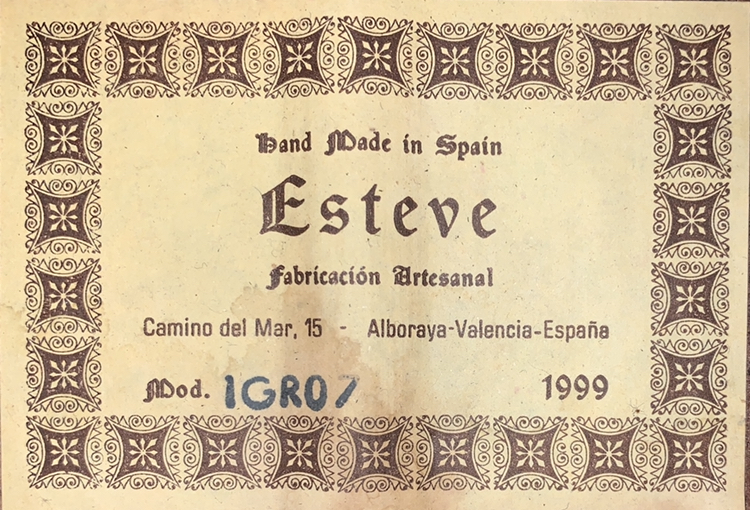 Hand Made in Spain
Esteve
Fabricación Artesanal
Camino del Mar, 15 - Alboraya-Valencia-España
Mod. 1GR07 1999